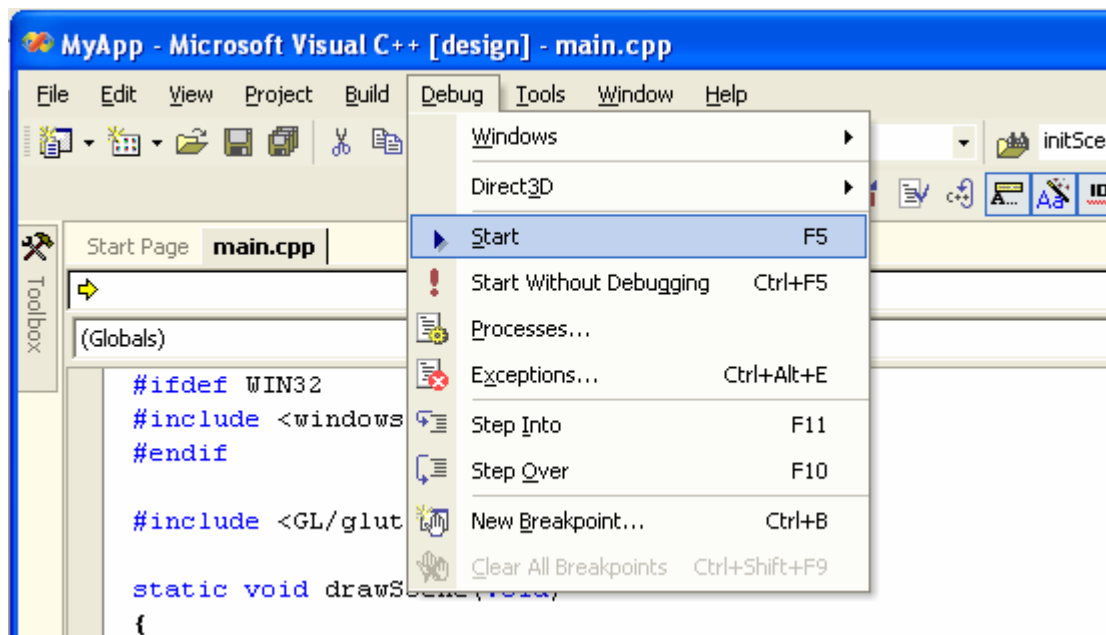 MyApp - Microsoft Visual C++ [design] - main.cpp
File Edit View Project Build Debug Tools Window Help
initSce
Windows
Direct3D
Start F5
Start Without Debugging Ctrl+F5
Processes...
Exceptions... Ctrl+Alt+E
Step Into F11
Step Over F10
New Breakpoint... Ctrl+B
Clear All Breakpoints Ctrl+Shift+F9
Toolbox
Start Page main.cpp
(Globals)
#ifdef WIN32
#include <windows
#endif
#include <GL/glut
static void drawScene(void)
{